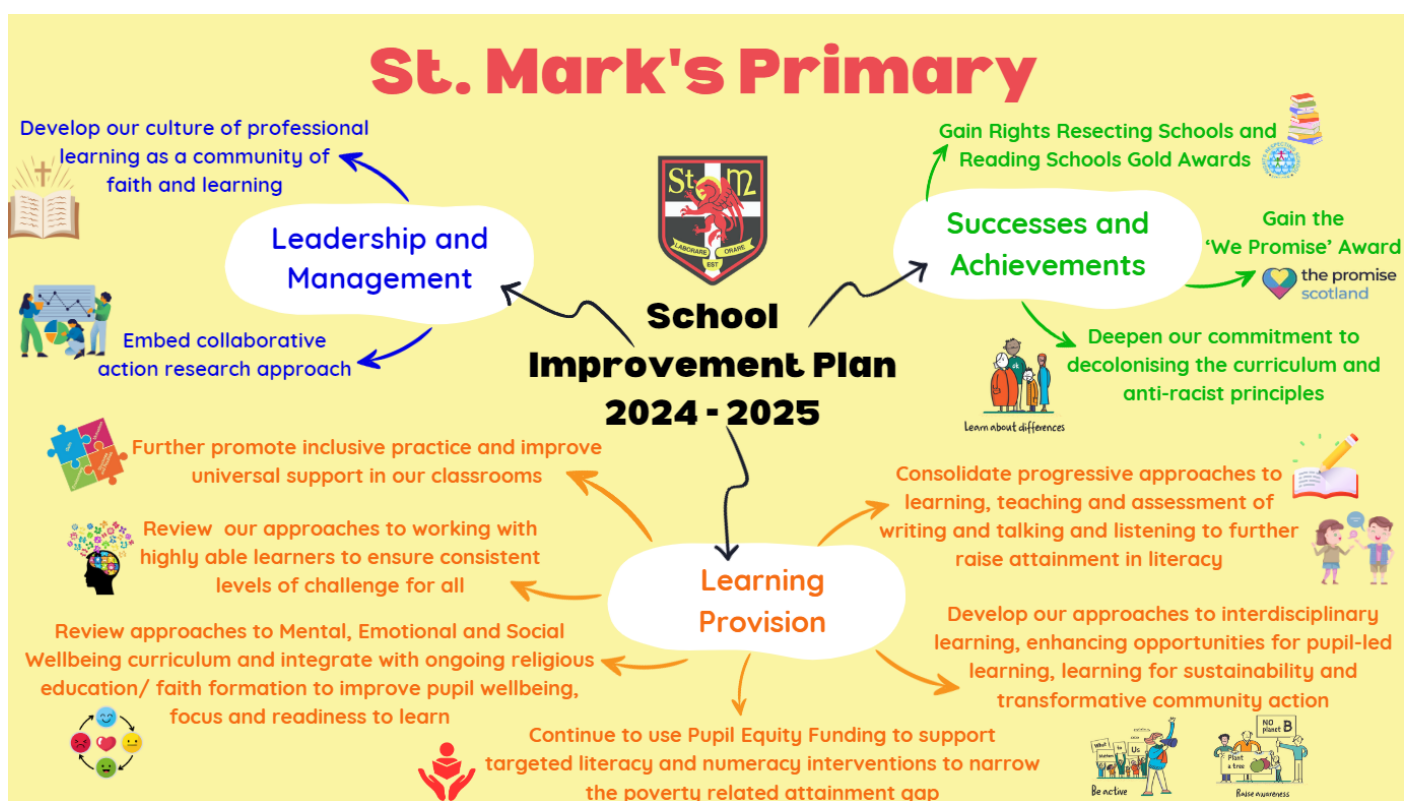 St. Mark's Primary
Develop our culture of professional
learning as a community of
faith and learning
Leadership and
Management
Embed collaborative
action research approach
St M
LABORARE
EST
ORARE
School
Improvement Plan
2024 - 2025
Gain Rights Resecting Schools and
Reading Schools Gold Awards
Successes and
Achievements
Gain the
‘We Promise’ Award
the promise
scotland
Deepen our commitment to
decolonising the curriculum and
anti-racist principles
Learn about differences
Further promote inclusive practice and improve
universal support in our classrooms
Review our approaches to working with
highly able learners to ensure consistent
levels of challenge for all
Review approaches to Mental, Emotional and Social
Wellbeing curriculum and integrate with ongoing religious
education/ faith formation to improve pupil wellbeing,
focus and readiness to learn
Learning
Provision
Continue to use Pupil Equity Funding to support
targeted literacy and numeracy interventions to narrow
the poverty related attainment gap
Consolidate progressive approaches to
learning, teaching and assessment of
writing and talking and listening to further
raise attainment in literacy
Develop our approaches to interdisciplinary
learning, enhancing opportunities for pupil-led
learning, learning for sustainability and
transformative community action
What
to
Us
Be active
NO
planet B
Plant
a tree
Raise awareness